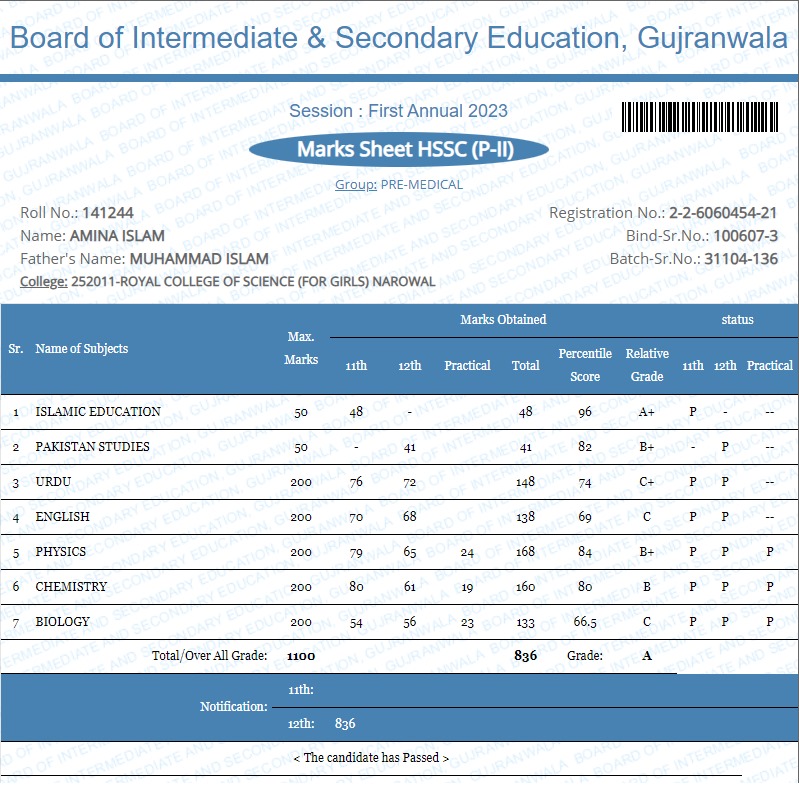 Board of Intermediate & Secondary Education, Gujranwala
Session : First Annual 2023
Marks Sheet HSSC (P-II)
Group: PRE-MEDICAL
Roll No.: 141244 Registration No.: 2-2-6060454-21
Name: AMINA ISLAM Bind-Sr.No.: 100607-3
Father's Name: MUHAMMAD ISLAM Batch-Sr.No.: 31104-136
College: 252011-ROYAL COLLEGE OF SCIENCE (FOR GIRLS) NAROWAL
Sr. Name of Subjects Max. Marks Marks Obtained status
11th 12th Practical Total Percentile Score Relative Grade 11th 12th Practical
1 ISLAMIC EDUCATION 50 48 - 48 96 A+ P - --
2 PAKISTAN STUDIES 50 - 41 41 82 B+ - P --
3 URDU 200 76 72 148 74 C+ P P --
4 ENGLISH 200 70 68 138 69 C P P --
5 PHYSICS 200 79 65 24 168 84 B+ P P P
6 CHEMISTRY 200 80 61 19 160 80 B P P P
7 BIOLOGY 200 54 56 23 133 66.5 C P P P
Total/Over All Grade: 1100 836 Grade: A
Notification: 11th:
12th: 836
< The candidate has Passed >